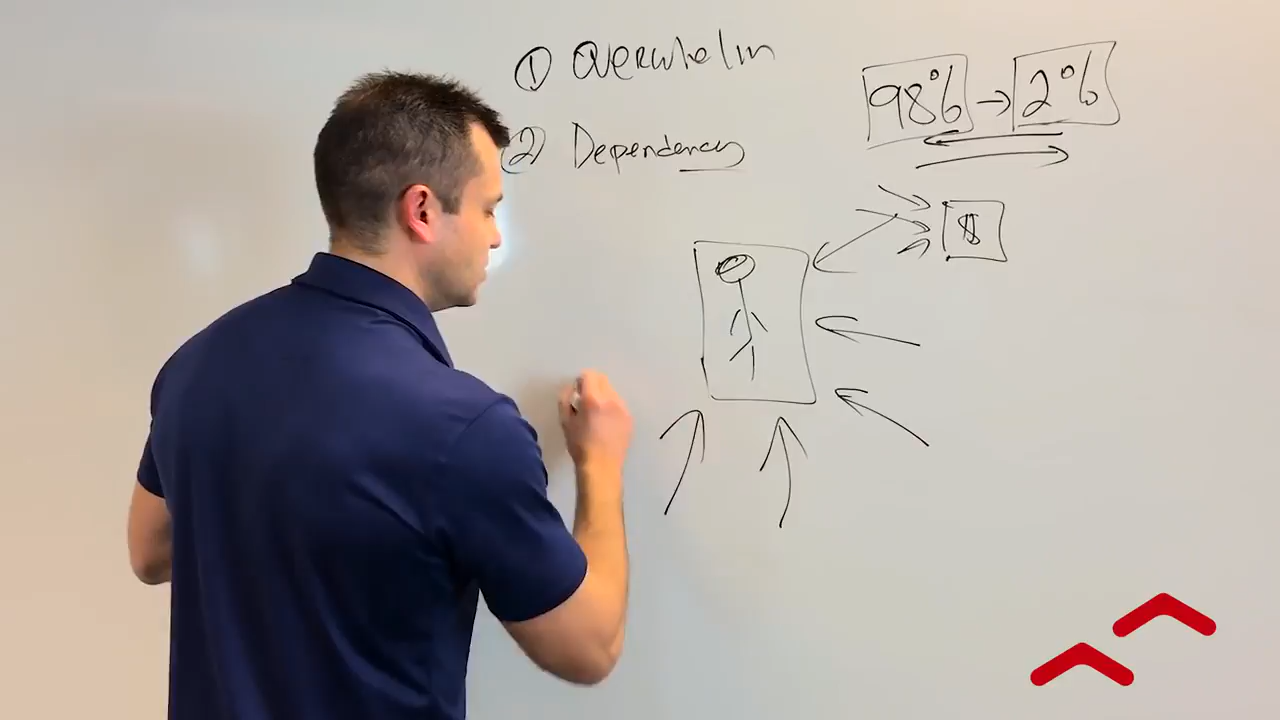 ① Overwhelm
② Dependency
98% → 2%
$